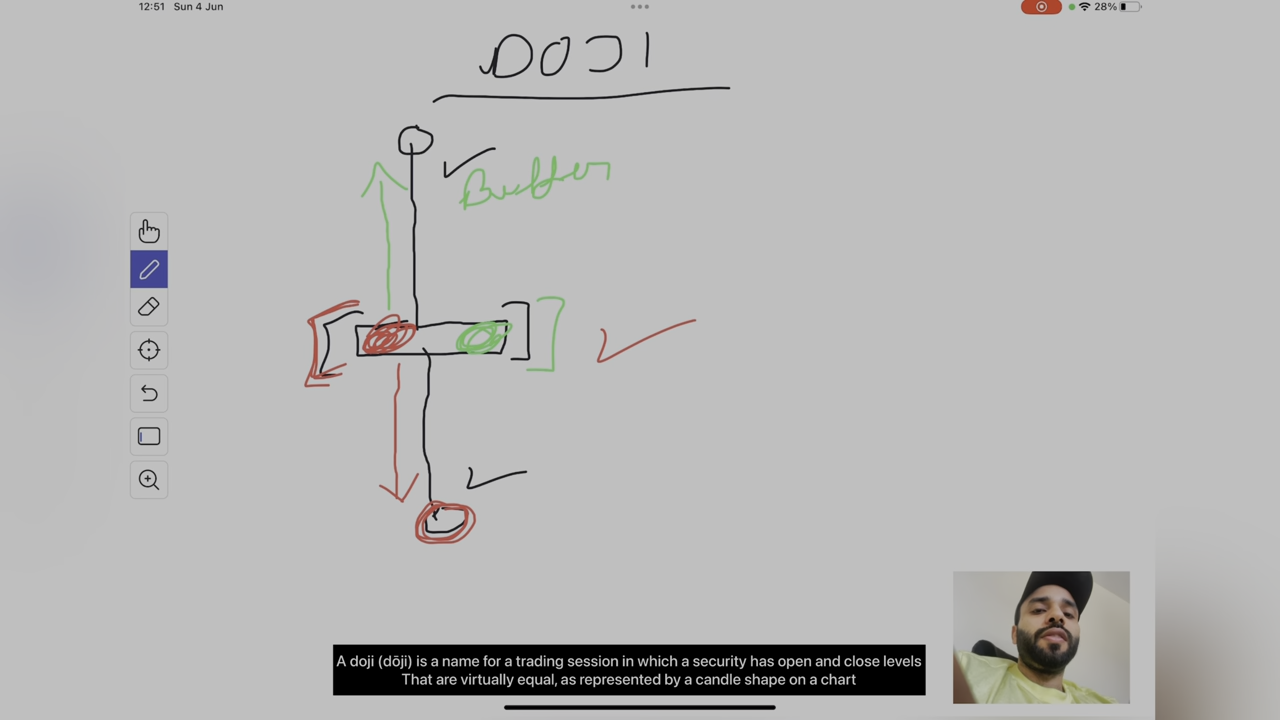 12:51 Sun 4 Jun
28%
DOJI
Buffer
A doji (dōji) is a name for a trading session in which a security has open and close levels
That are virtually equal, as represented by a candle shape on a chart